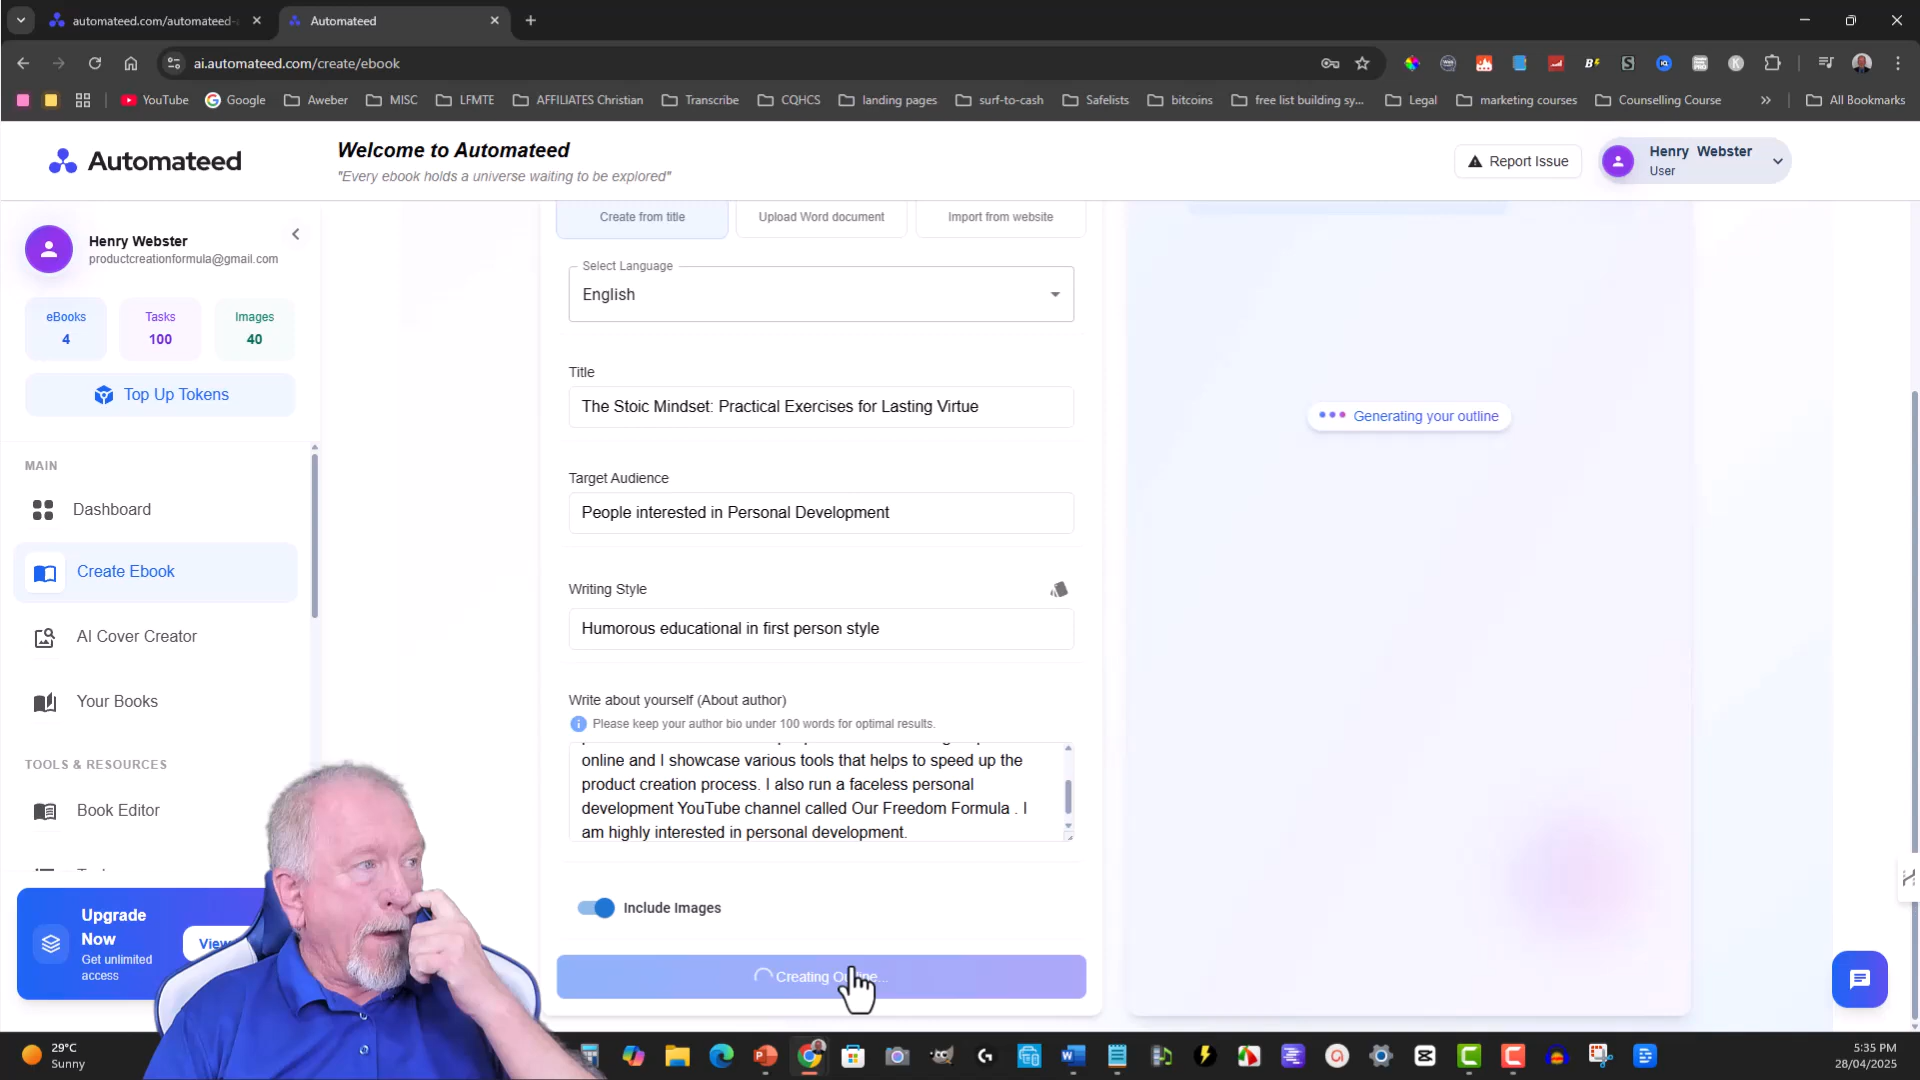 automateed.com/automateed-
Automateed
ai.automateed.com/create/ebook
YouTube
Google
Aweber
MISC
LFMTE
AFFILIATES Christian
Transcribe
CQHCS
landing pages
surf-to-cash
Safelists
bitcoins
free list building sy...
Legal
marketing courses
Counselling Course
All Bookmarks
Automateed
Welcome to Automateed
"Every ebook holds a universe waiting to be explored"
Report Issue
Henry Webster
User
Henry Webster
productcreationformula@gmail.com
eBooks
4
Tasks
100
Images
40
Top Up Tokens
MAIN
Dashboard
Create Ebook
AI Cover Creator
Your Books
TOOLS & RESOURCES
Book Editor
Upgrade
Now
Get unlimited
access
View
Create from title
Upload Word document
Import from website
Select Language
English
Title
The Stoic Mindset: Practical Exercises for Lasting Virtue
Target Audience
People interested in Personal Development
Writing Style
Humorous educational in first person style
Write about yourself (About author)
Please keep your author bio under 100 words for optimal results.
online and I showcase various tools that helps to speed up the
product creation process. I also run a faceless personal
development YouTube channel called Our Freedom Formula . I
am highly interested in personal development.
Include Images
Creating Outline...
Generating your outline
29°C
Sunny
5:35 PM
28/04/2025